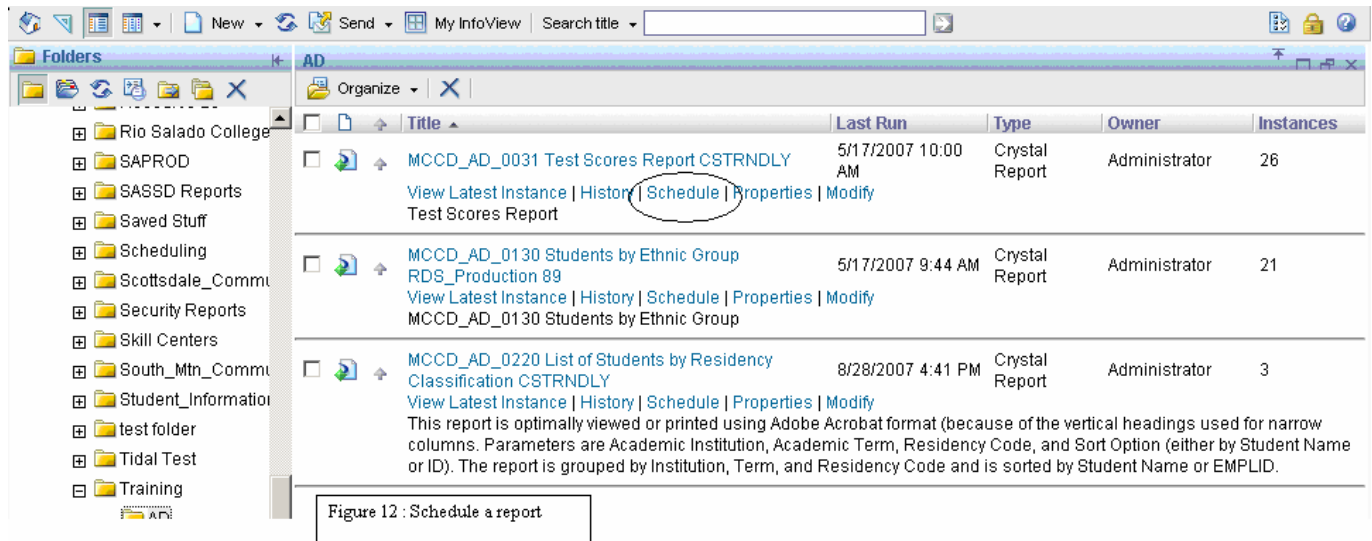 New Send My InfoView Search title
Folders
AD
Organize
Title Last Run Type Owner Instances
Rio Salado College
SAPROD
SASSD Reports
Saved Stuff
Scheduling
Scottsdale_Commu
Security Reports
Skill Centers
South_Mtn_Commu
Student_Information
test folder
Tidal Test
Training
AD
MCCD_AD_0031 Test Scores Report CSTRNDLY
5/17/2007 10:00
AM
Crystal
Report
Administrator
26
View Latest Instance | History | Schedule | Properties | Modify
Test Scores Report
MCCD_AD_0130 Students by Ethnic Group
RDS_Production 89
5/17/2007 9:44 AM
Crystal
Report
Administrator
21
View Latest Instance | History | Schedule | Properties | Modify
MCCD_AD_0130 Students by Ethnic Group
MCCD_AD_0220 List of Students by Residency
Classification CSTRNDLY
8/28/2007 4:41 PM
Crystal
Report
Administrator
3
View Latest Instance | History | Schedule | Properties | Modify
This report is optimally viewed or printed using Adobe Acrobat format (because of the vertical headings used for narrow
columns. Parameters are Academic Institution, Academic Term, Residency Code, and Sort Option (either by Student Name
or ID). The report is grouped by Institution, Term, and Residency Code and is sorted by Student Name or EMPLID.
Figure 12 : Schedule a report